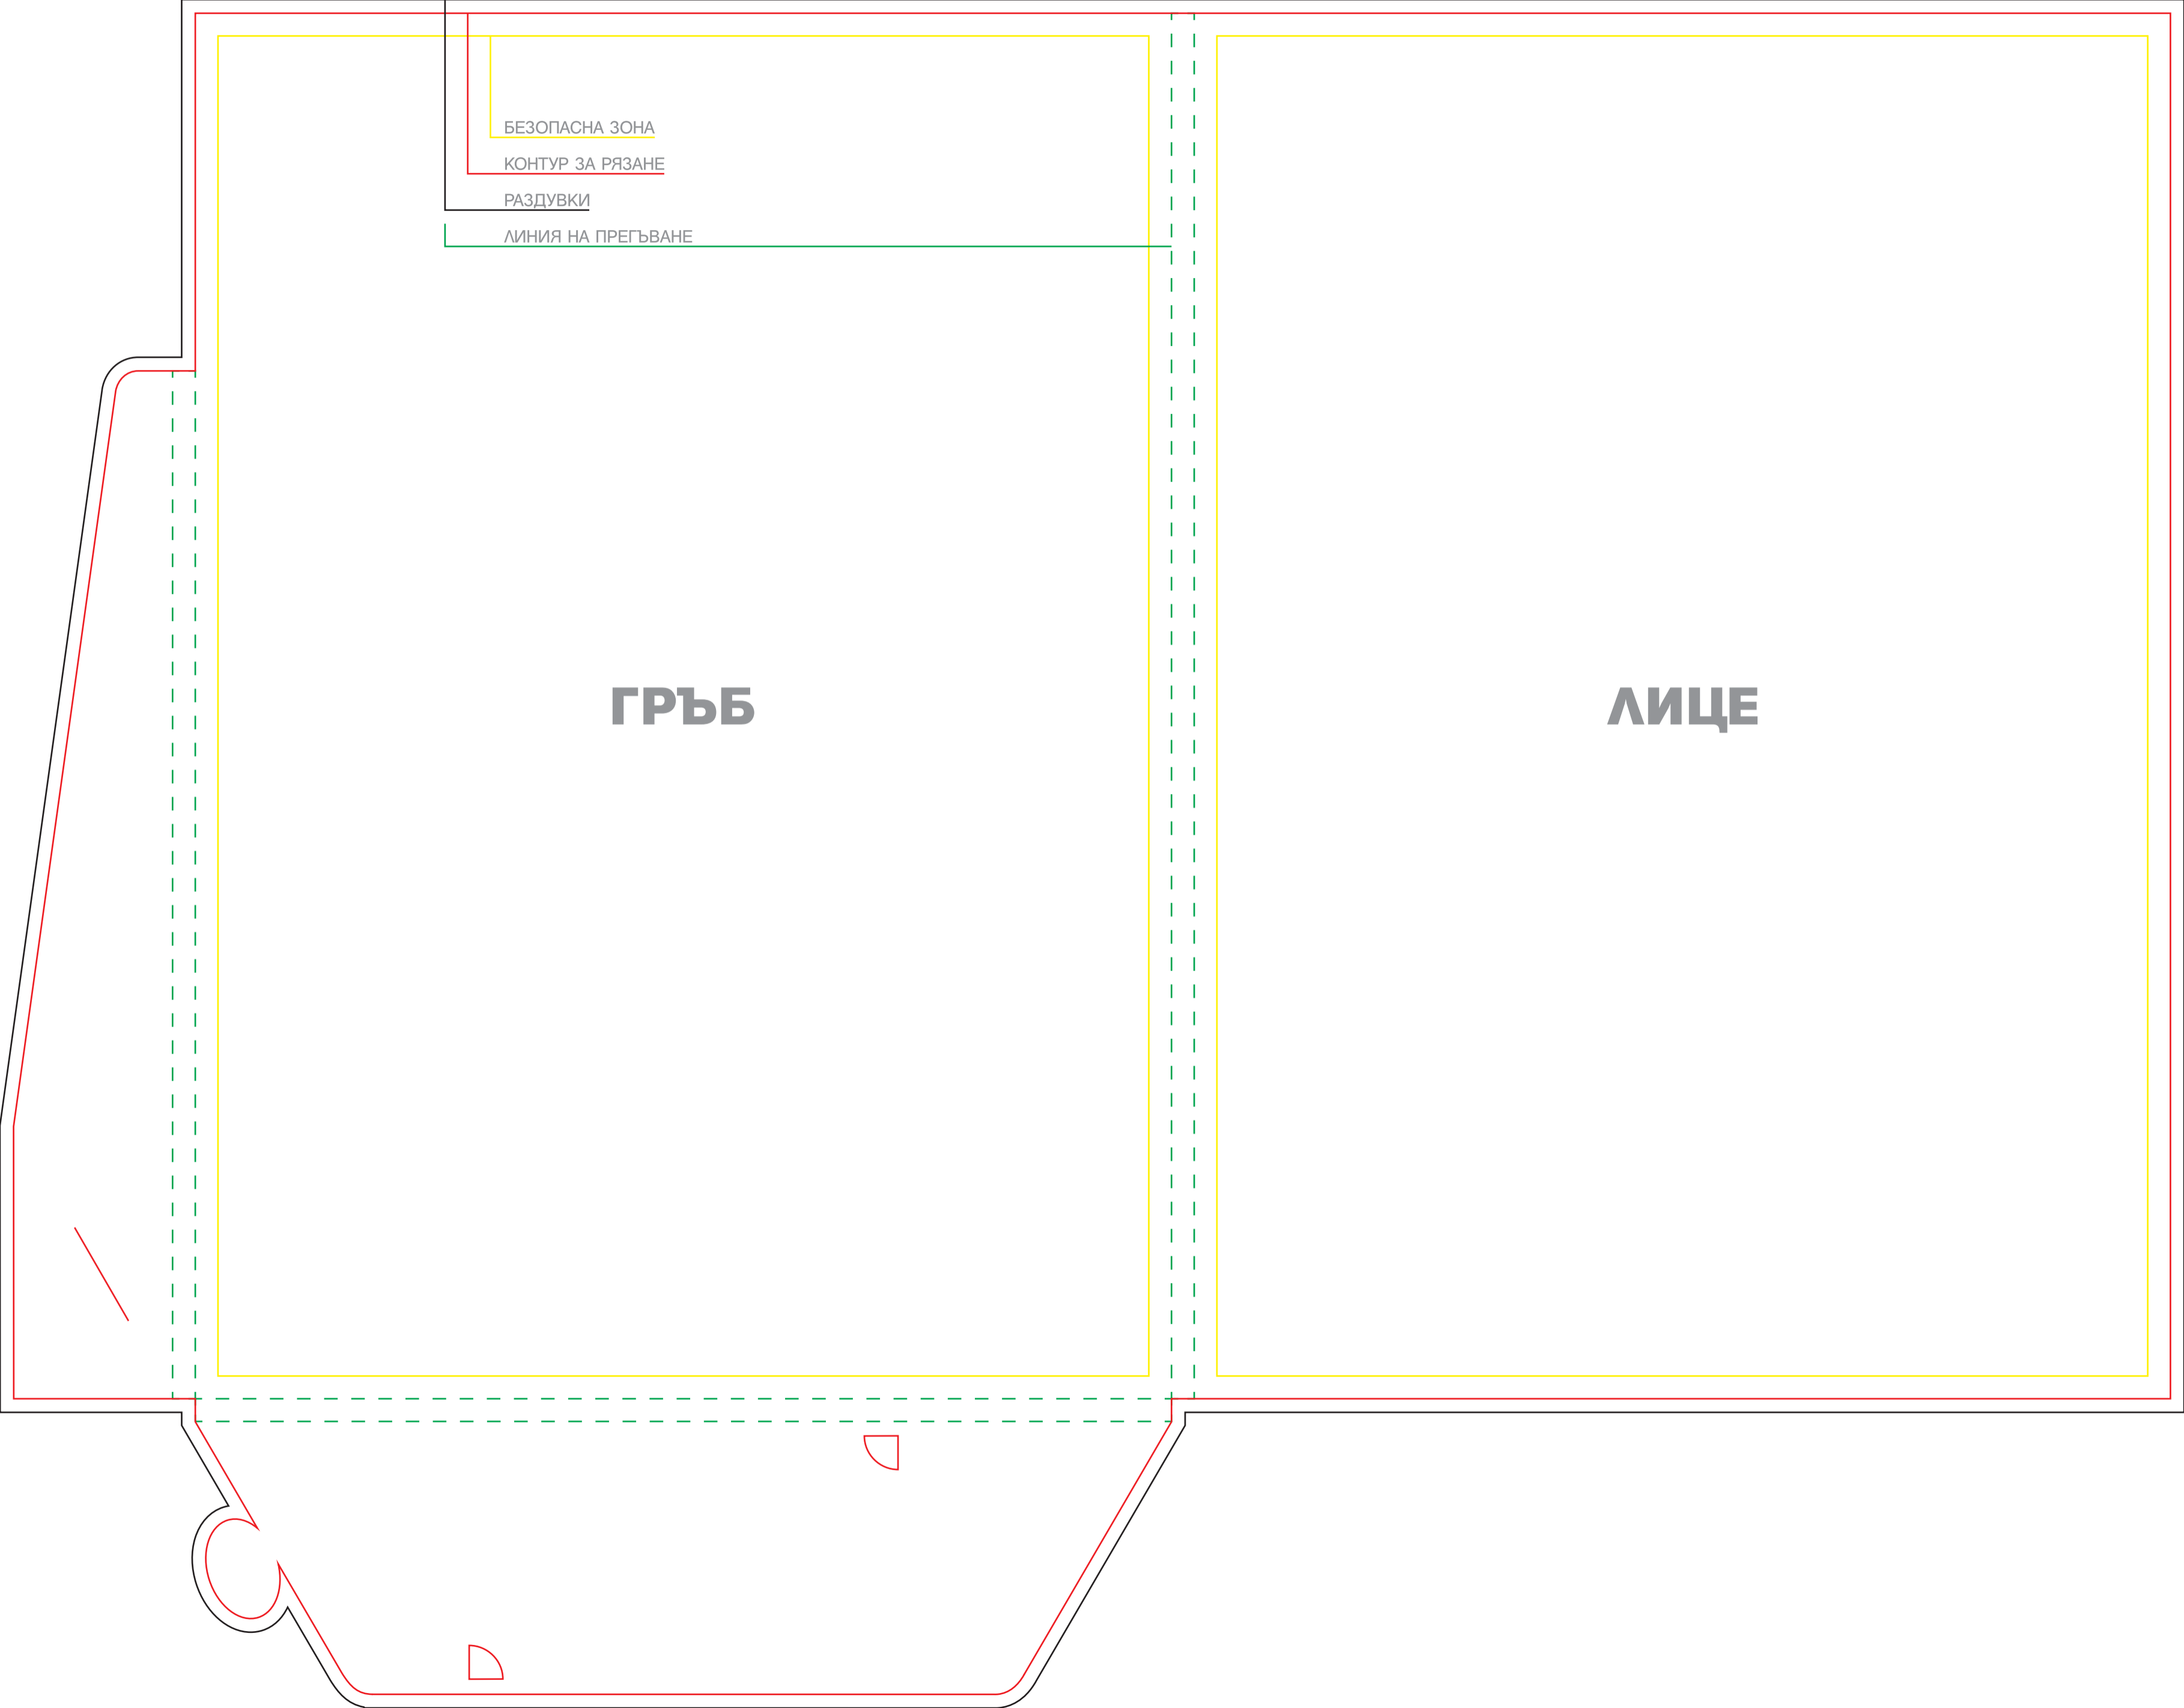 БЕЗОПАСНА ЗОНА
КОНТУР ЗА РЯЗАНЕ
РАЗДУВКИ
ЛИНИЯ НА ПРЕГЪВАНЕ
ГРЪБ
ЛИЦЕ